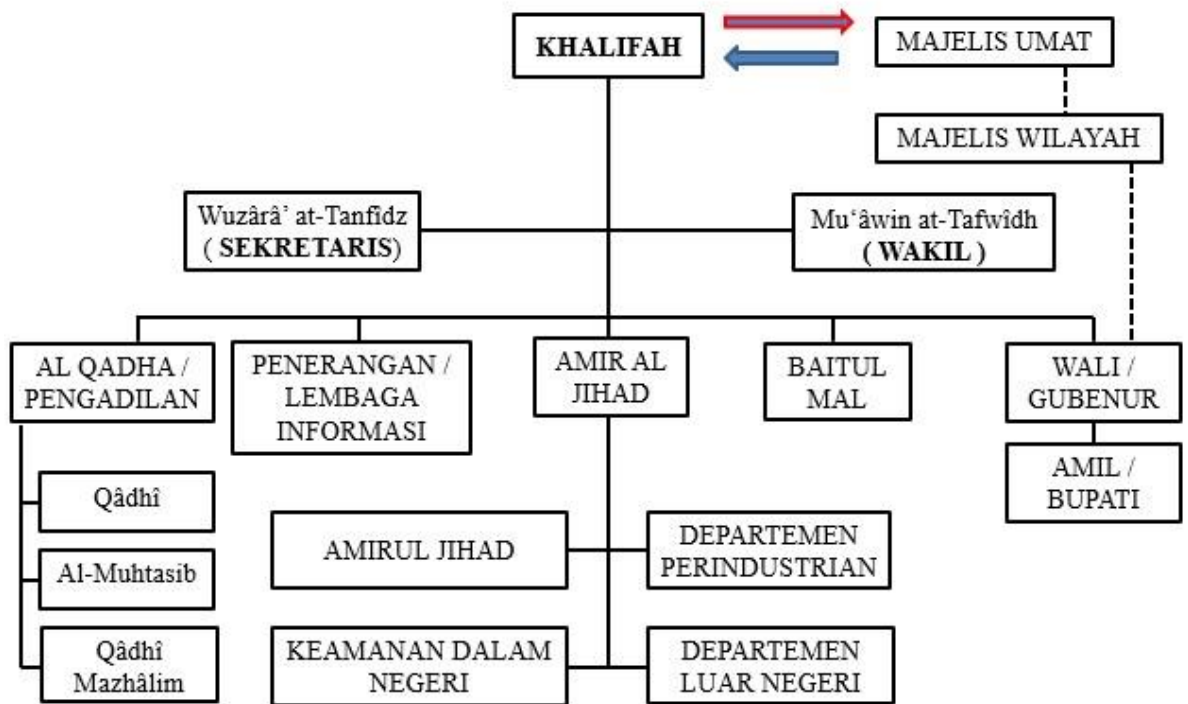 KHALIFAH
MAJELIS UMAT
MAJELIS WILAYAH
Wuzârâ’ at-Tanfîdz
( SEKRETARIS)
Mu‘âwin at-Tafwîdh
( WAKIL )
AL QADHA /
PENGADILAN
PENERANGAN /
LEMBAGA
INFORMASI
AMIR AL
JIHAD
BAITUL
MAL
WALI /
GUBENUR
AMIL /
BUPATI
Qâdhî
Al-Muhtasib
Qâdhî
Mazhâlim
AMIRUL JIHAD
DEPARTEMEN
PERINDUSTRIAN
KEAMANAN DALAM
NEGERI
DEPARTEMEN
LUAR NEGERI